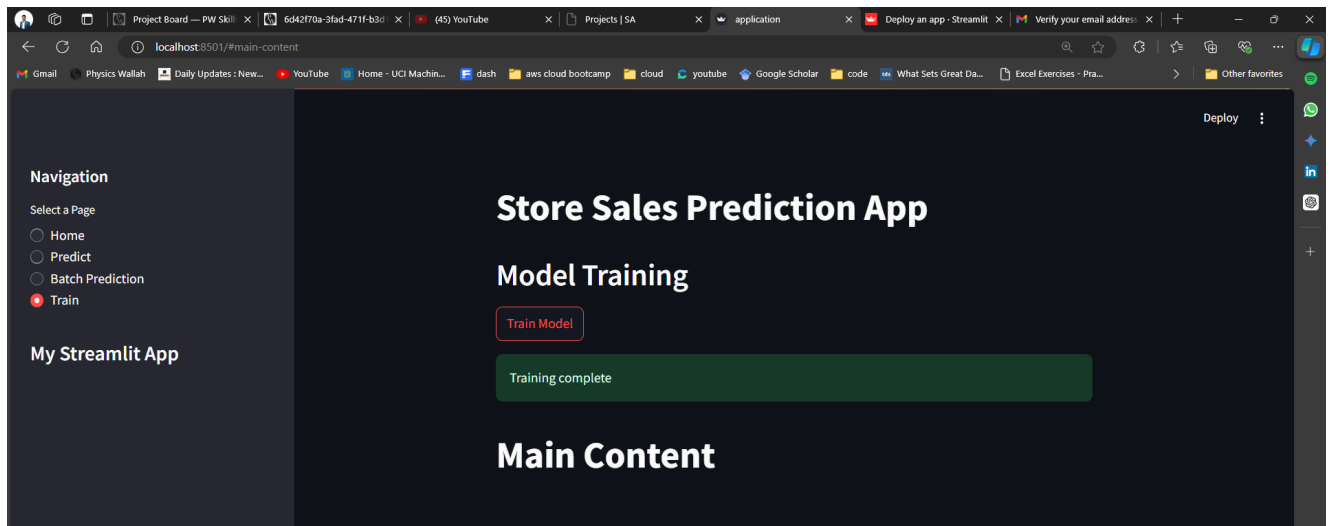 Project Board — PW Skill
6d42f70a-3fad-471f-b3d1
(45) YouTube
Projects | SA
application
Deploy an app - Streamlit
Verify your email address
localhost:8501/#main-content
Gmail
Physics Wallah
Daily Updates : New...
YouTube
Home - UCI Machin...
dash
aws cloud bootcamp
cloud
youtube
Google Scholar
code
What Sets Great Da...
Excel Exercises - Pra...
Other favorites
Deploy
Navigation
Select a Page
Home
Predict
Batch Prediction
Train
My Streamlit App
Store Sales Prediction App
Model Training
Train Model
Training complete
Main Content